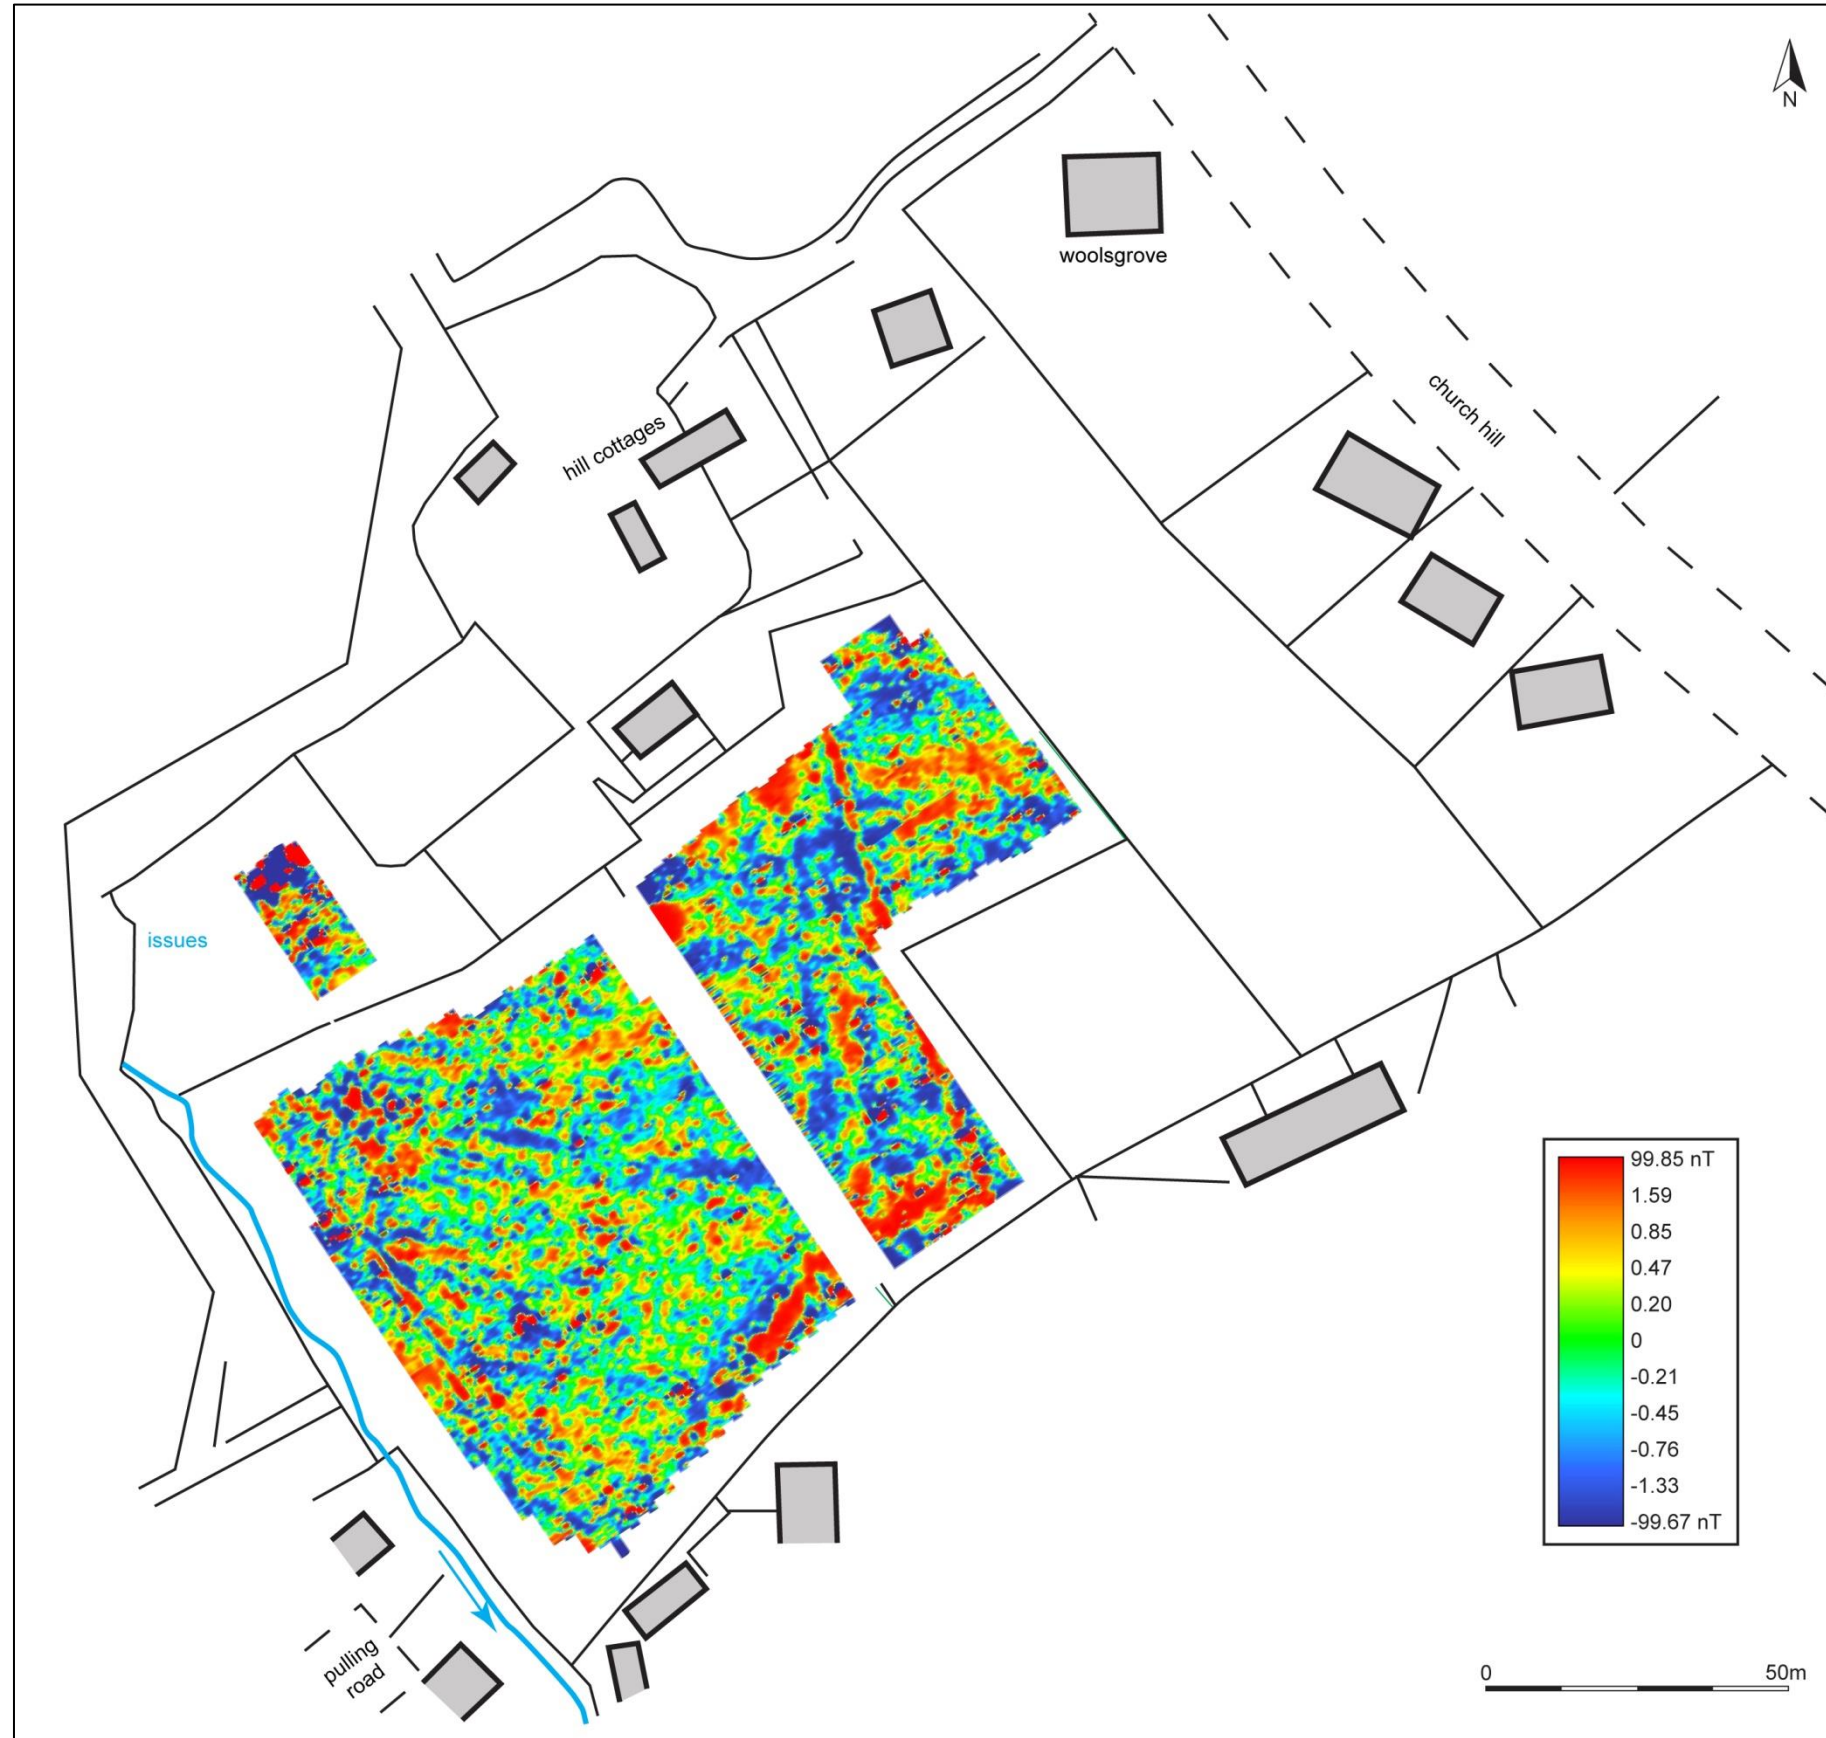 N
woolsgrove
church hill
hill cottages
issues
99.85 nT
1.59
0.85
0.47
0.20
0
-0.21
-0.45
-0.76
-1.33
-99.67 nT
pulling
road
0 50m